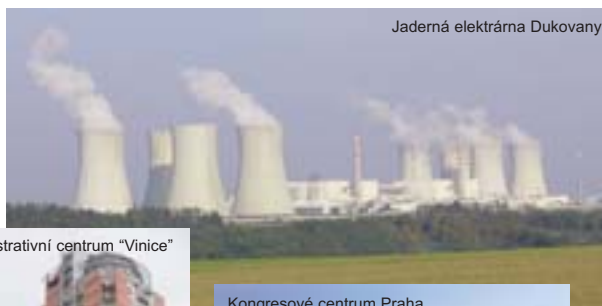 Jaderná elektrárna Dukovany
strativní centrum “Vinice”
Kongresové centrum Praha